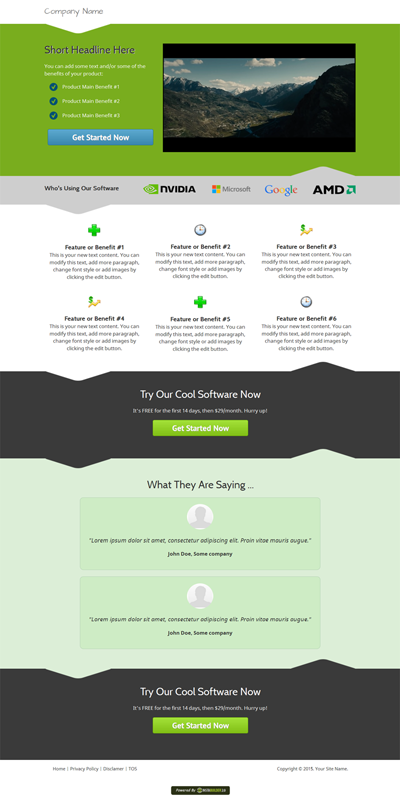 Company Name
Short Headline Here
You can add some text and/or some of the
benefits of your product:
Product Main Benefit #1
Product Main Benefit #2
Product Main Benefit #3
Get Started Now
Who's Using Our Software
NVIDIA
Microsoft
Google
AMD
Feature or Benefit #1
This is your new text content. You can
modify this text, add more paragraph,
change font style or add images by
clicking the edit button.
Feature or Benefit #2
This is your new text content. You can
modify this text, add more paragraph,
change font style or add images by
clicking the edit button.
Feature or Benefit #3
This is your new text content. You can
modify this text, add more paragraph,
change font style or add images by
clicking the edit button.
Feature or Benefit #4
This is your new text content. You can
modify this text, add more paragraph,
change font style or add images by
clicking the edit button.
Feature or Benefit #5
This is your new text content. You can
modify this text, add more paragraph,
change font style or add images by
clicking the edit button.
Feature or Benefit #6
This is your new text content. You can
modify this text, add more paragraph,
change font style or add images by
clicking the edit button.
Try Our Cool Software Now
It's FREE for the first 14 days, then $29/month. Hurry up!
Get Started Now
What They Are Saying ...
"Lorem ipsum dolor sit amet, consectetur adipiscing elit. Proin vitae mauris augue."
John Doe, Some company
"Lorem ipsum dolor sit amet, consectetur adipiscing elit. Proin vitae mauris augue."
John Doe, Some company
Try Our Cool Software Now
It's FREE for the first 14 days, then $29/month. Hurry up!
Get Started Now
Home | Privacy Policy | Disclaimer | TOS
Copyright © 2015. Your Site Name.
Powered By